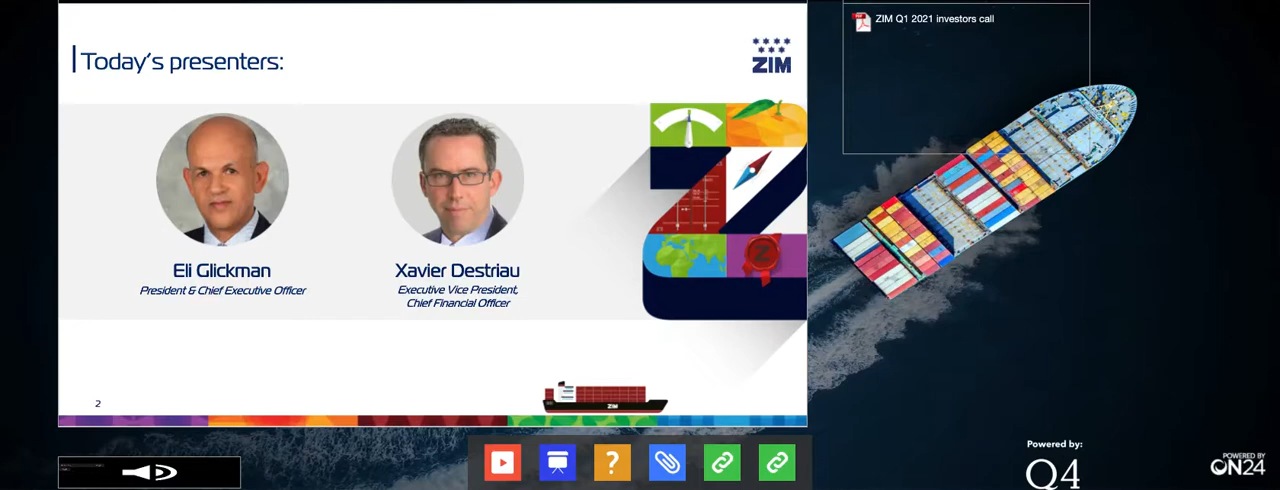 Today's presenters:
ZIM
Eli Glickman
President & Chief Executive Officer
Xavier Destriau
Executive Vice President,
Chief Financial Officer
2
ZIM
ZIM Q1 2021 investors call
Powered by:
Q4
POWERED BY
ON24